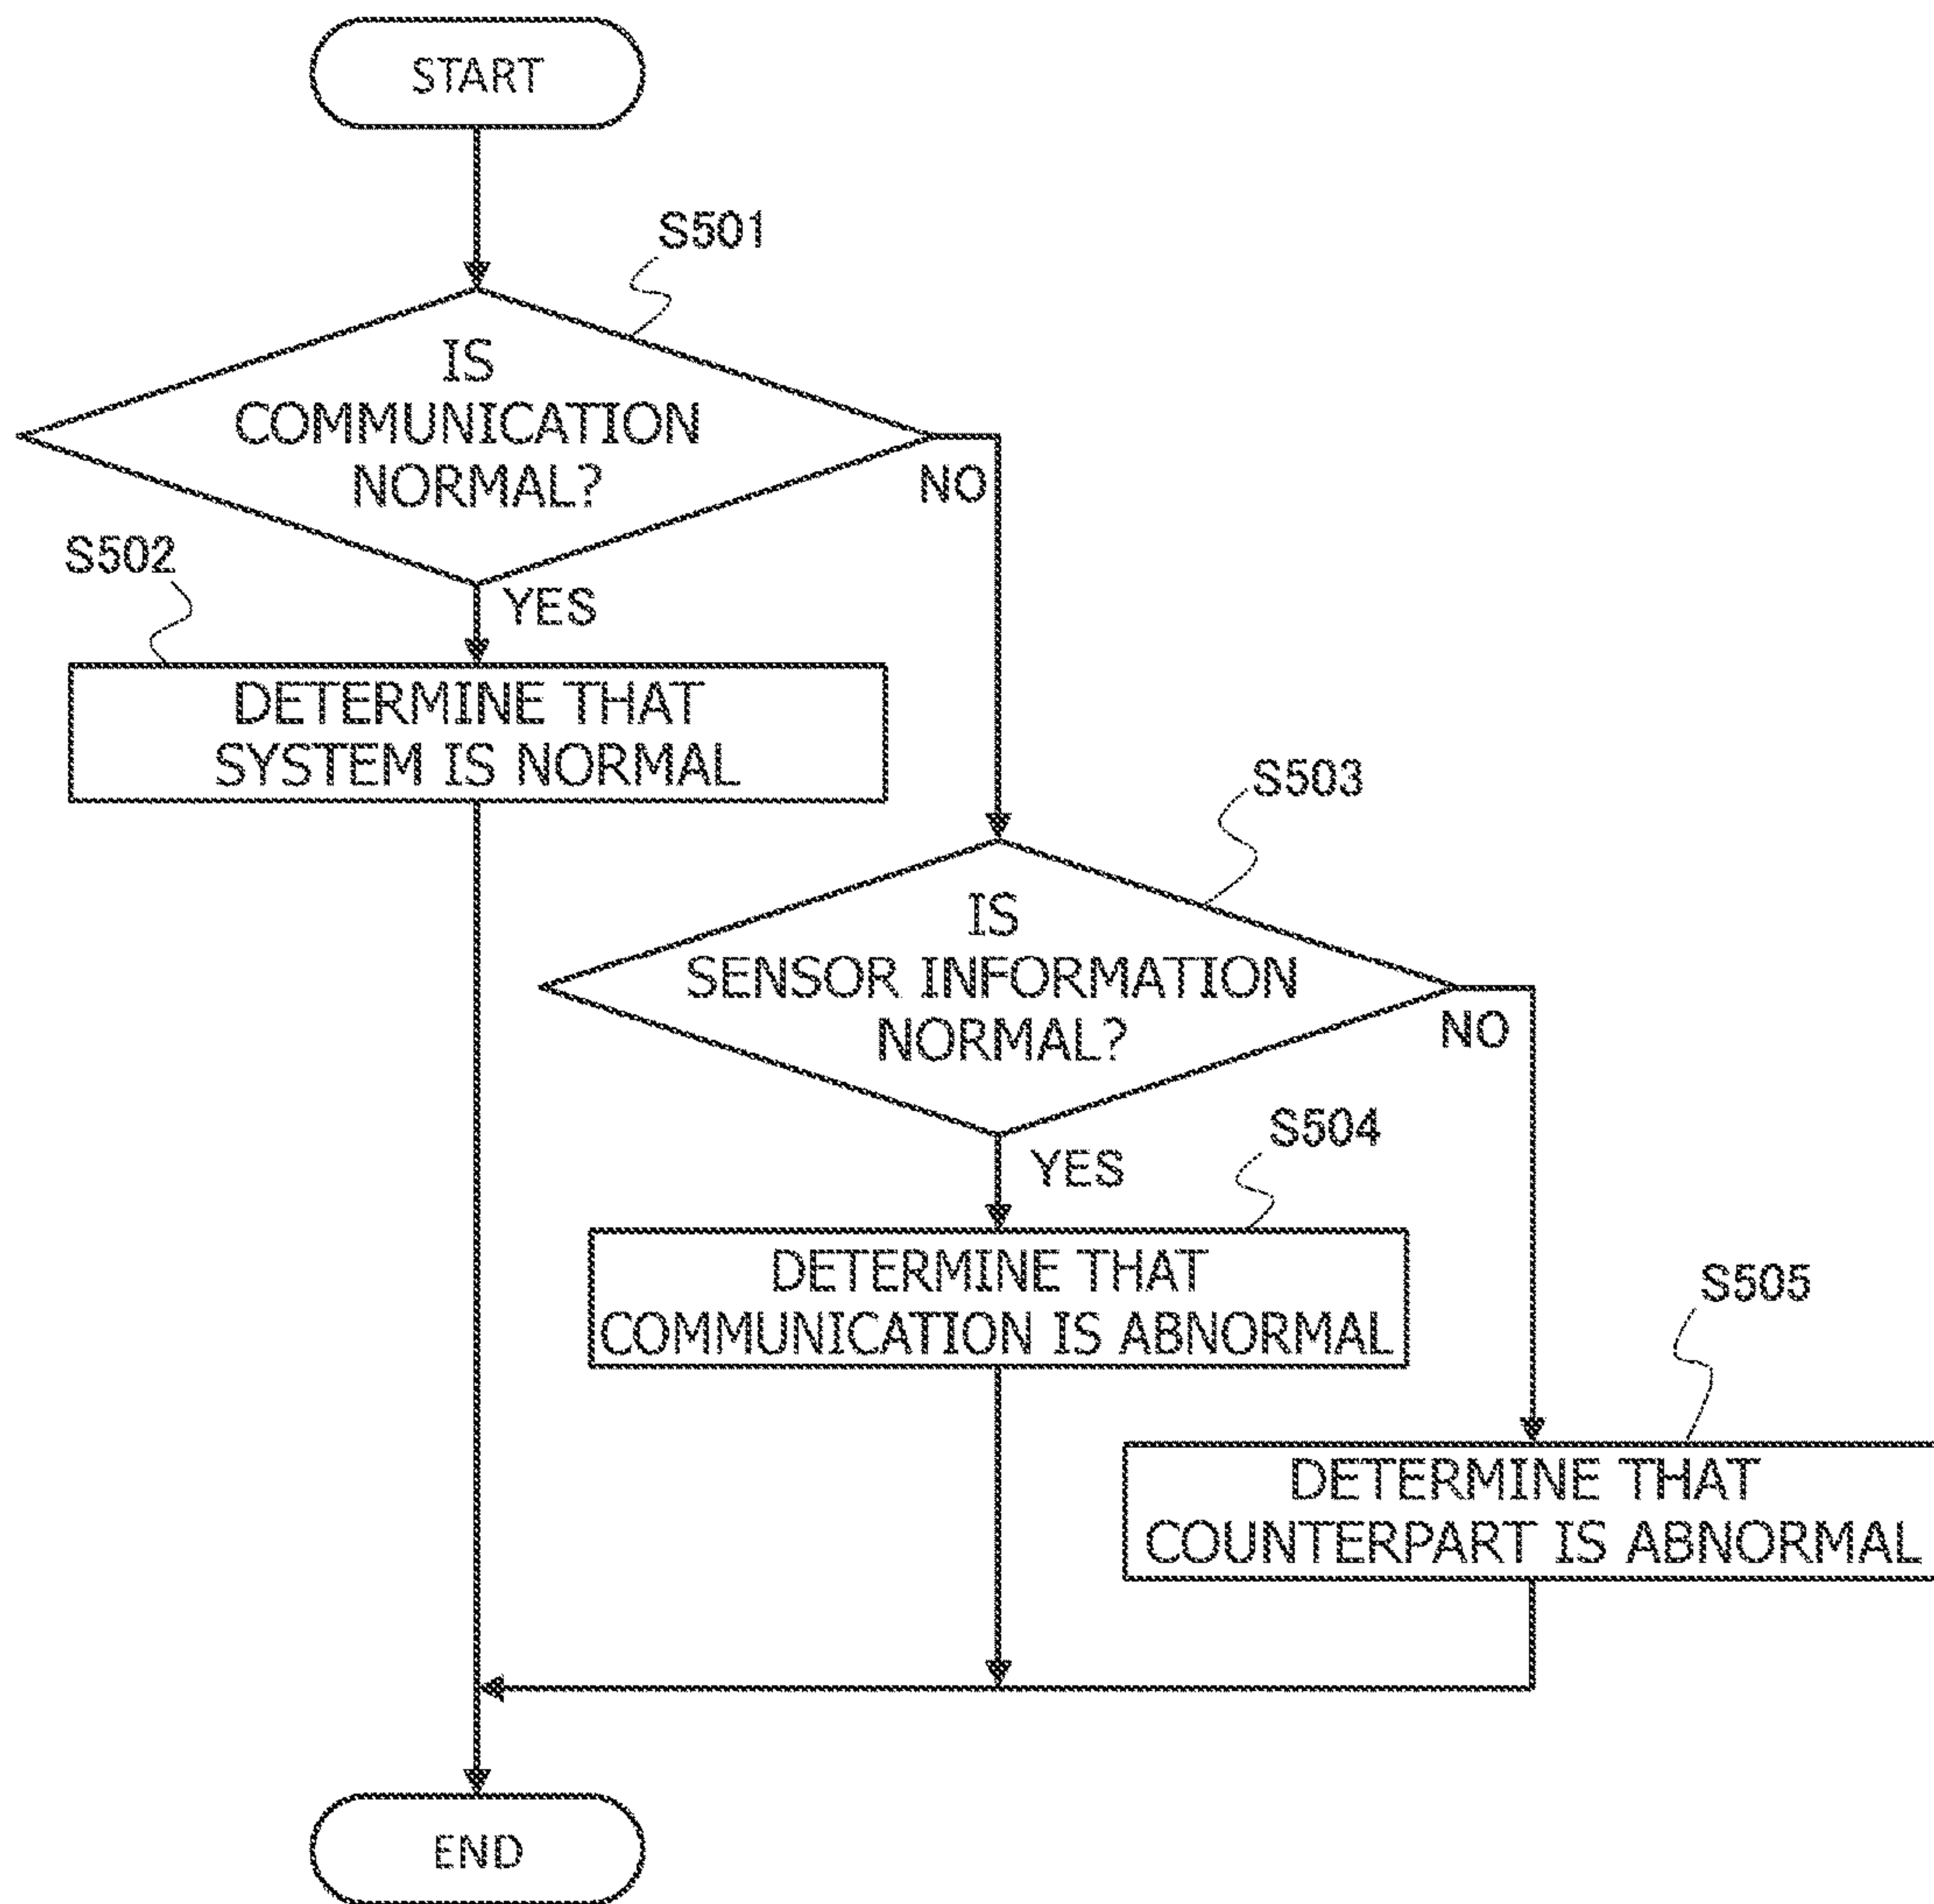 START
S501
IS
COMMUNICATION
NORMAL?
NO
S502
YES
DETERMINE THAT
SYSTEM IS NORMAL
S503
IS
SENSOR INFORMATION
NORMAL?
NO
S504
YES
DETERMINE THAT
COMMUNICATION IS ABNORMAL
S505
DETERMINE THAT
COUNTERPART IS ABNORMAL
END